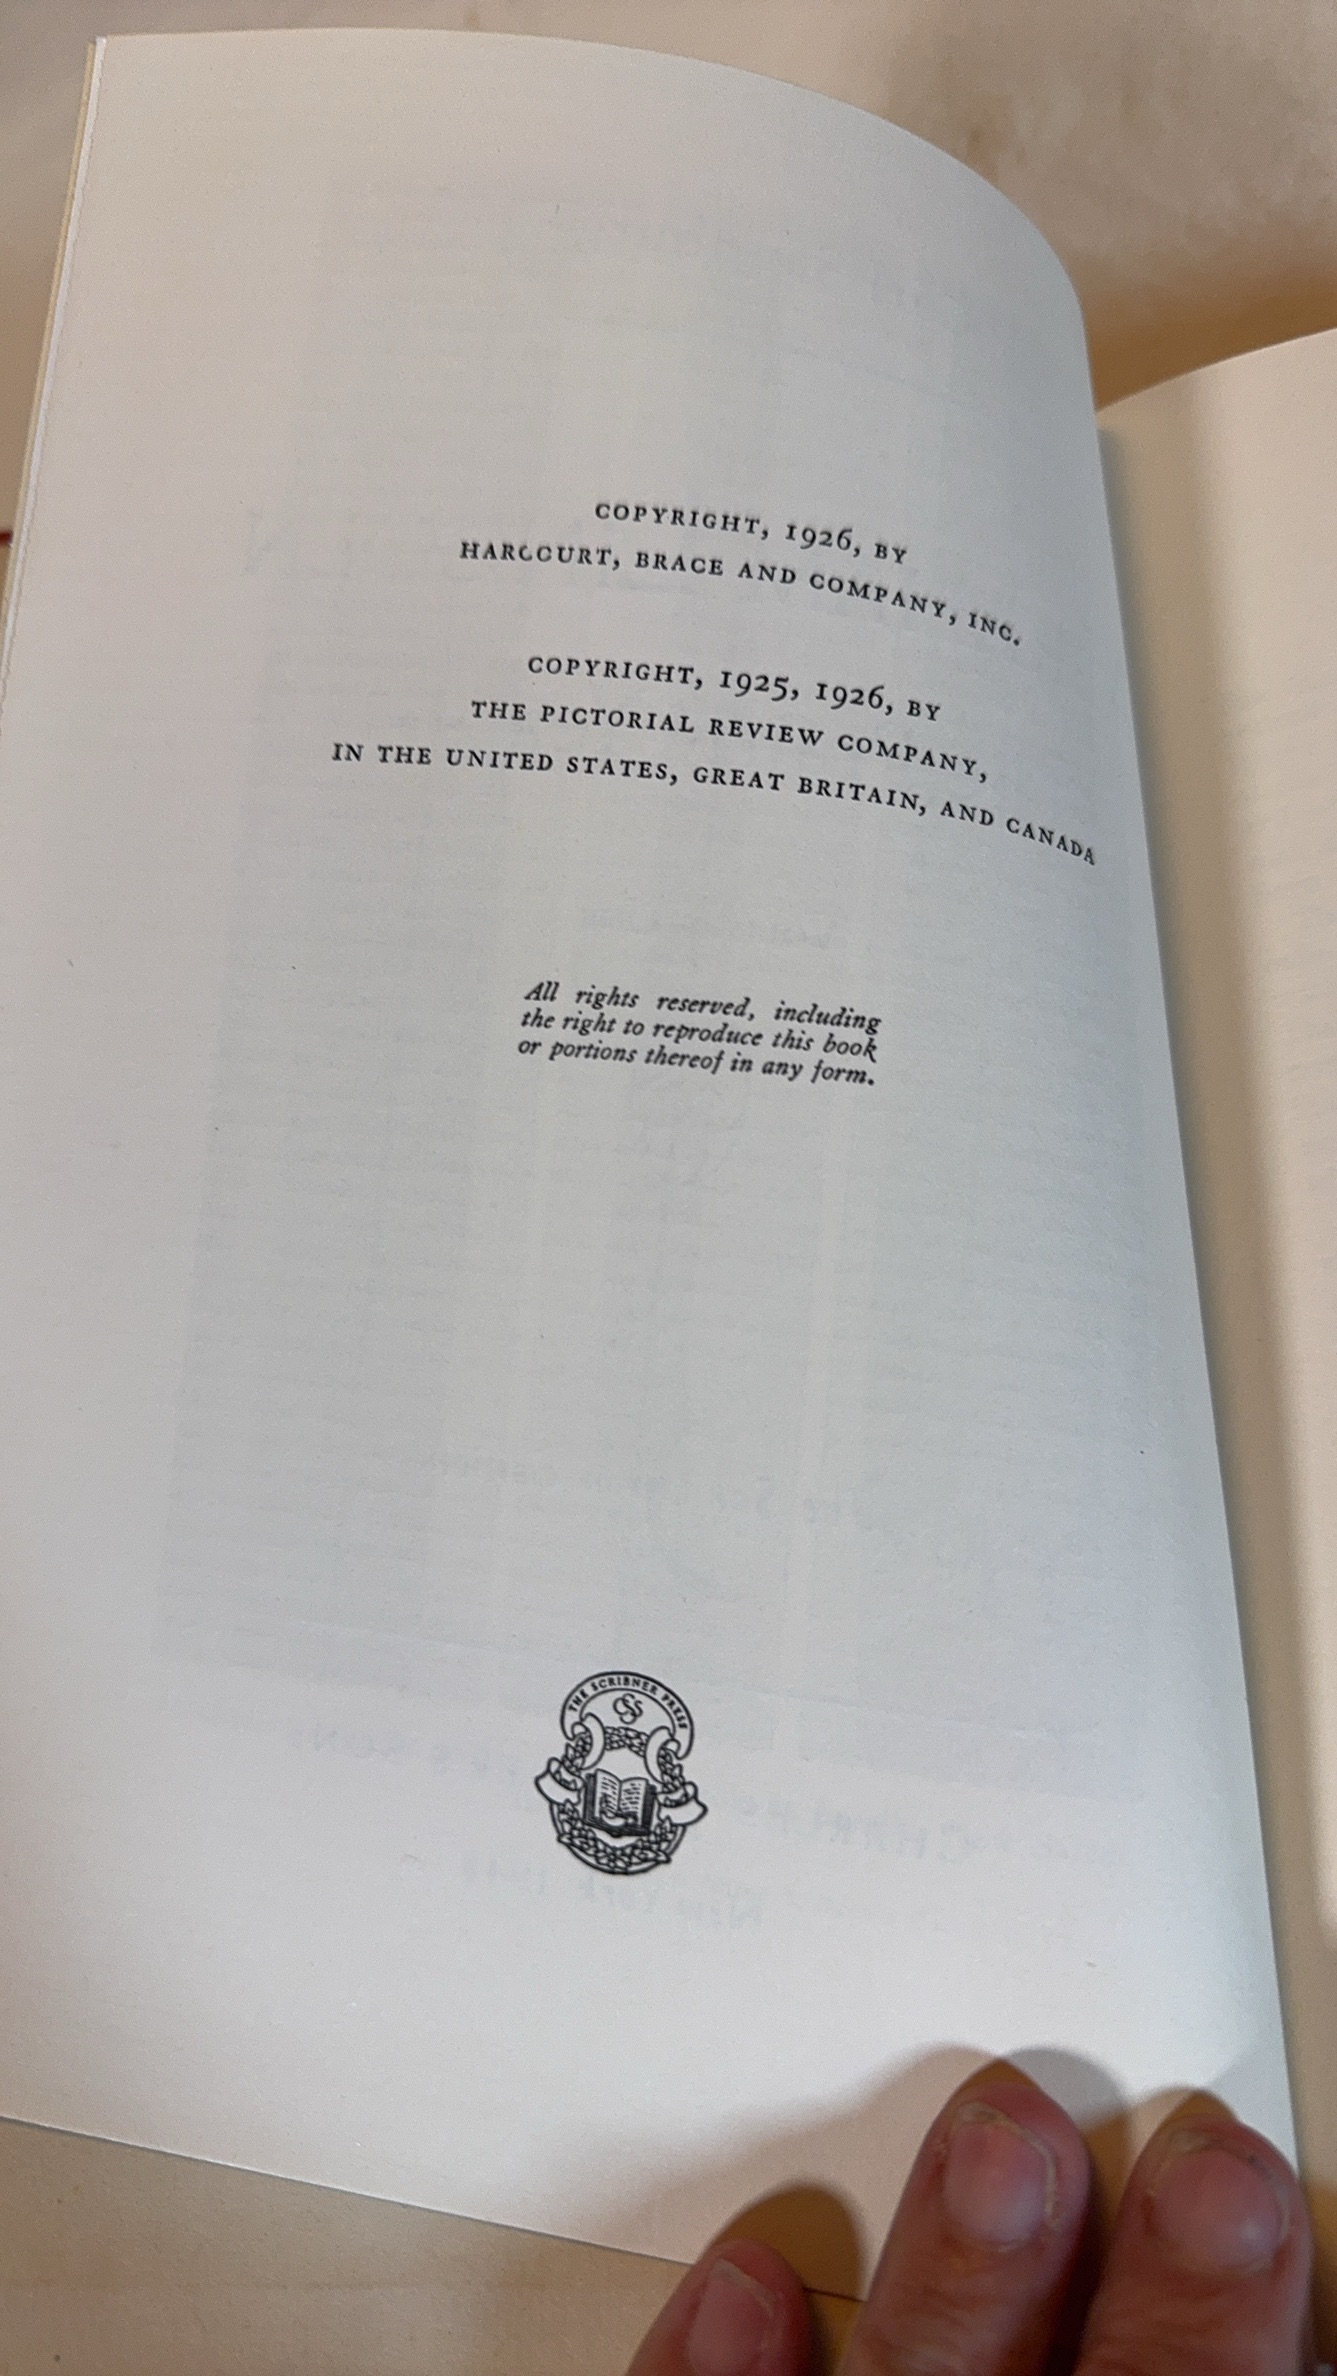 COPYRIGHT, 1926, BY
HARCOURT, BRACE AND COMPANY, INC.
COPYRIGHT, 1925, 1926, BY
THE PICTORIAL REVIEW COMPANY,
IN THE UNITED STATES, GREAT BRITAIN, AND CANADA
All rights reserved, including
the right to reproduce this book
or portions thereof in any form.
THE SCRIBNER PRESS
CSS